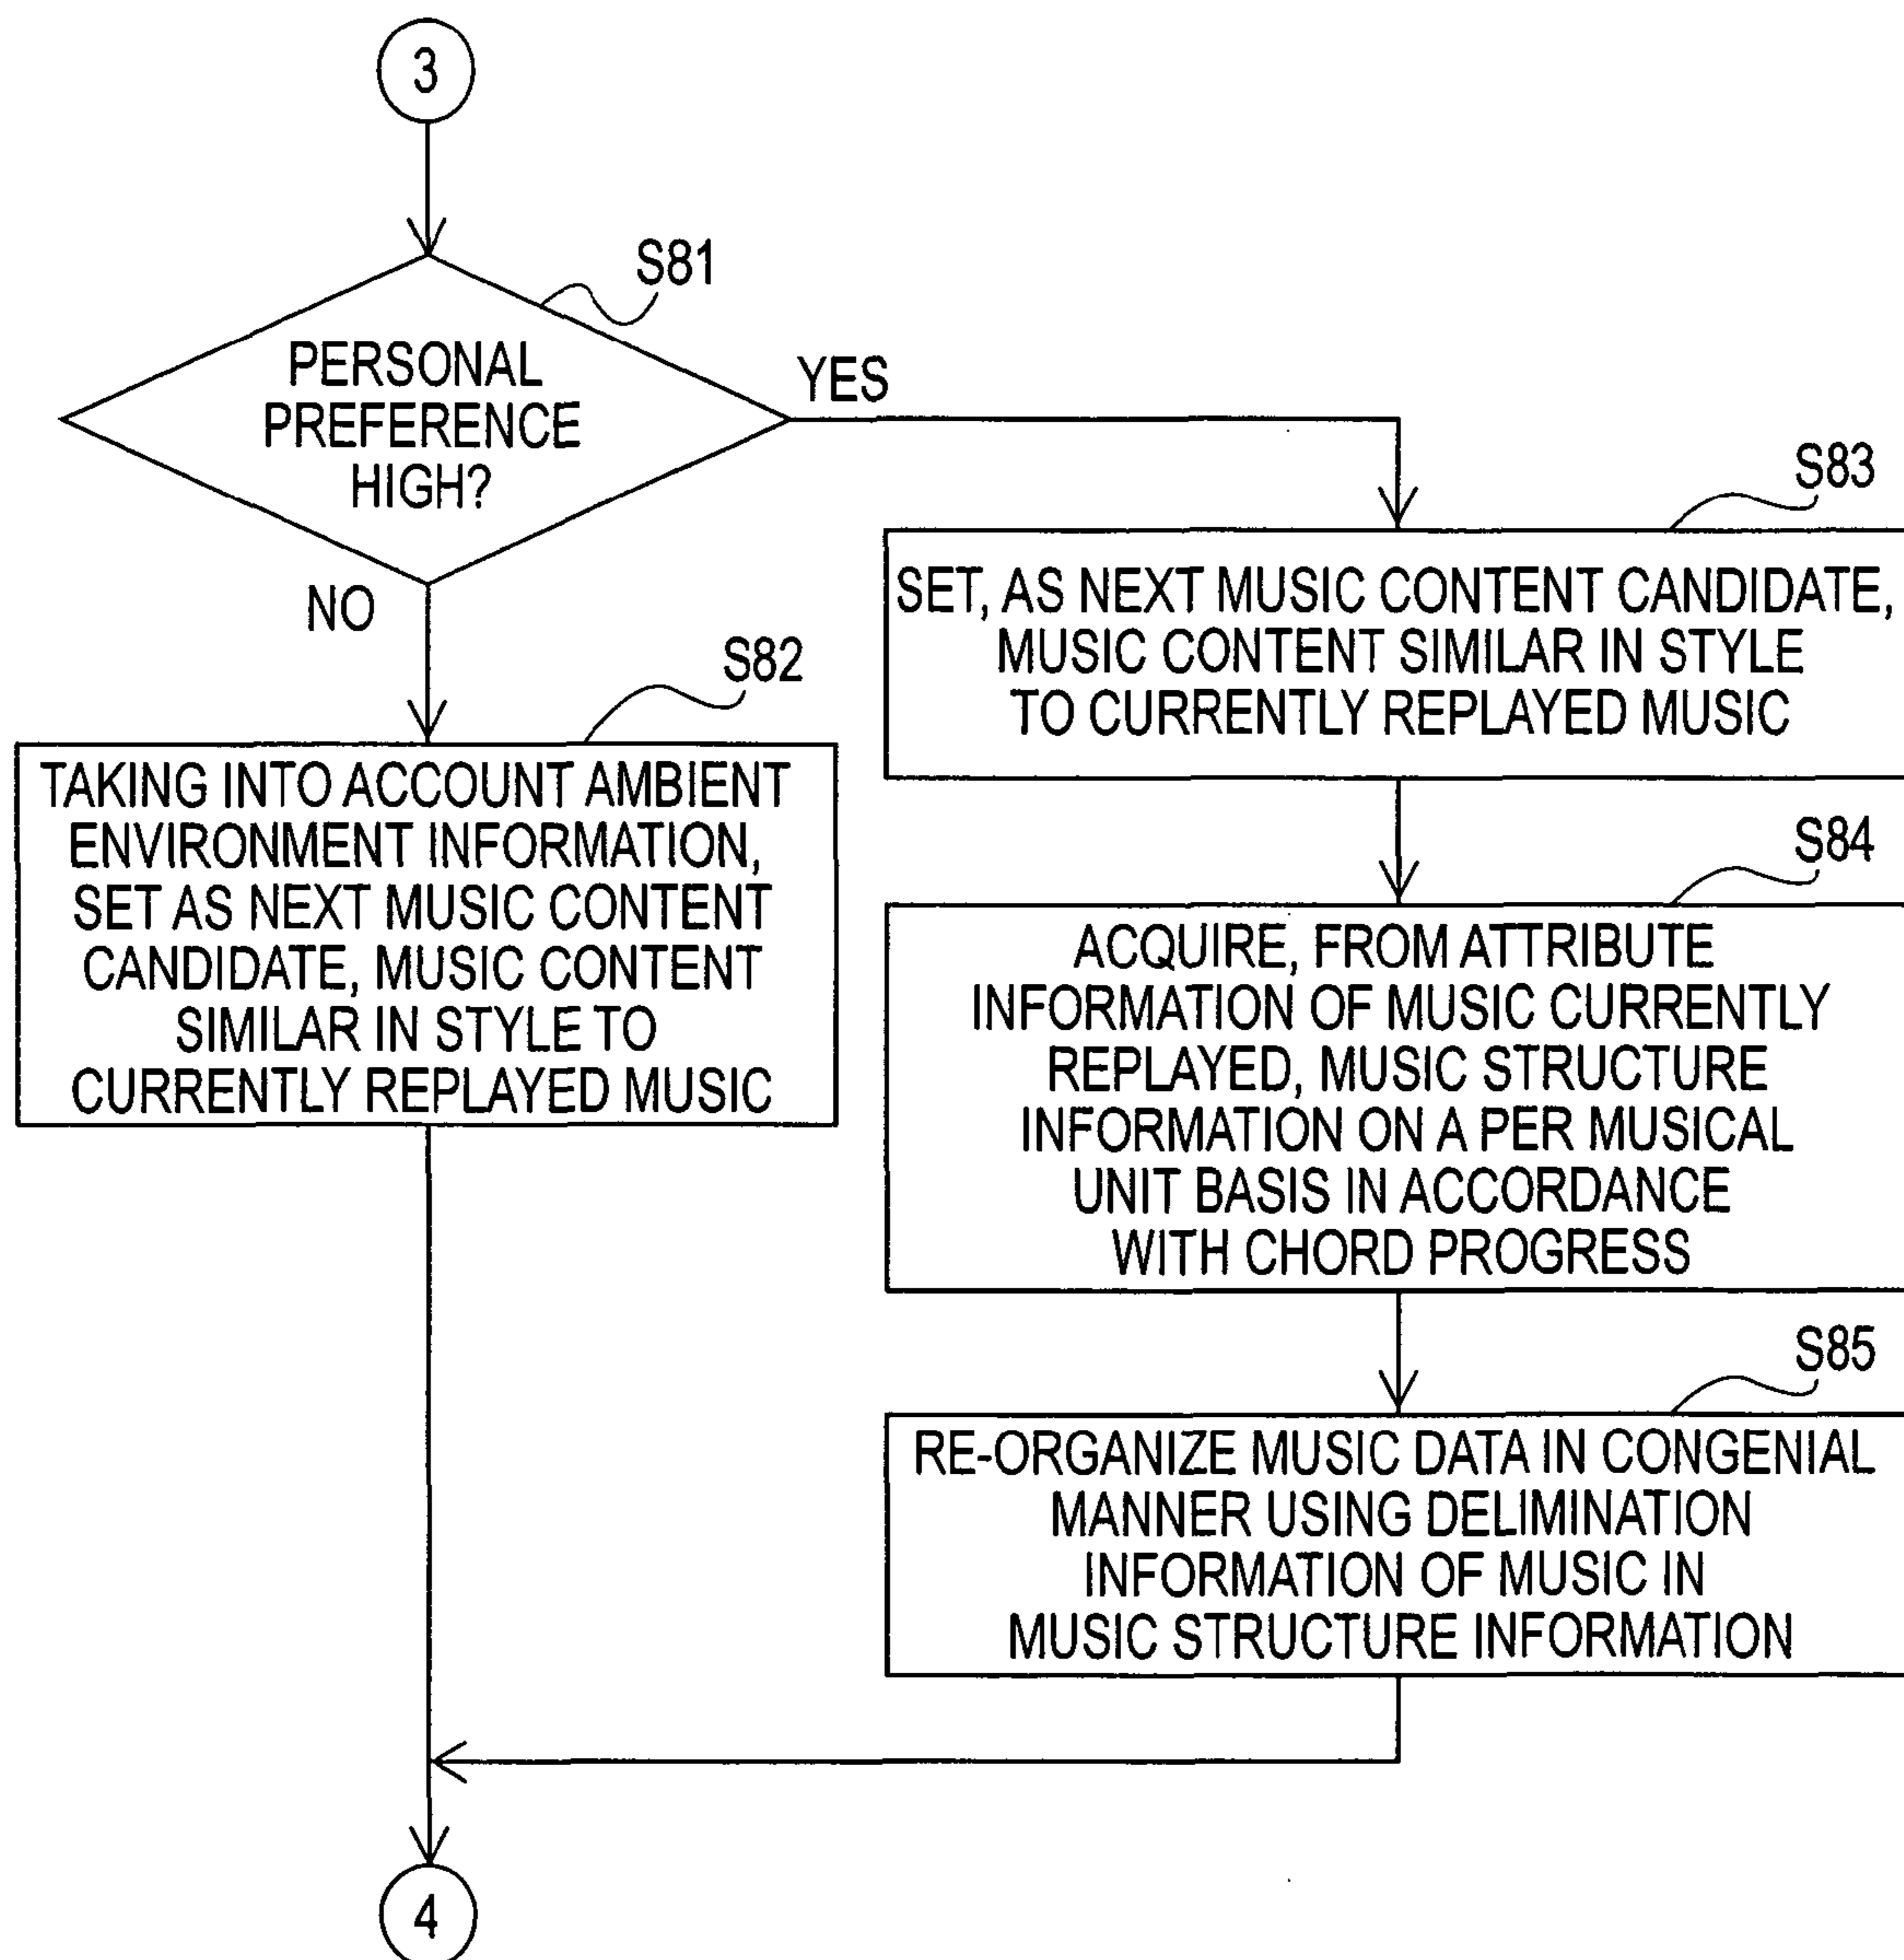 3
S81
PERSONAL
PREFERENCE
HIGH?
YES
NO
S82
TAKING INTO ACCOUNT AMBIENT
ENVIRONMENT INFORMATION,
SET AS NEXT MUSIC CONTENT
CANDIDATE, MUSIC CONTENT
SIMILAR IN STYLE TO
CURRENTLY REPLAYED MUSIC
S83
SET, AS NEXT MUSIC CONTENT CANDIDATE,
MUSIC CONTENT SIMILAR IN STYLE
TO CURRENTLY REPLAYED MUSIC
S84
ACQUIRE, FROM ATTRIBUTE
INFORMATION OF MUSIC CURRENTLY
REPLAYED, MUSIC STRUCTURE
INFORMATION ON A PER MUSICAL
UNIT BASIS IN ACCORDANCE
WITH CHORD PROGRESS
S85
RE-ORGANIZE MUSIC DATA IN CONGENIAL
MANNER USING DELIMINATION
INFORMATION OF MUSIC IN
MUSIC STRUCTURE INFORMATION
4